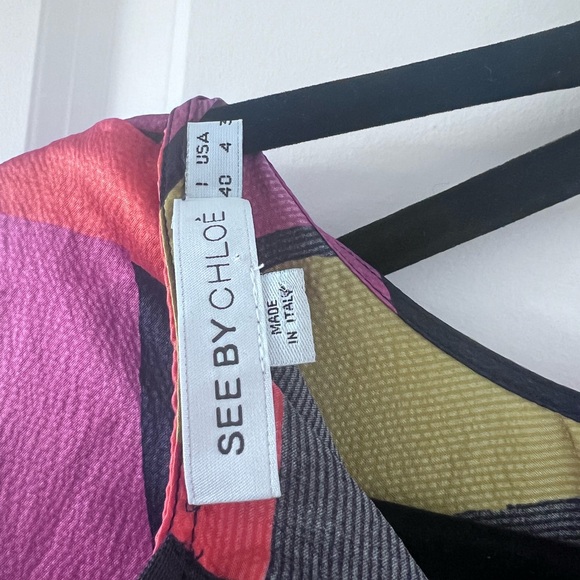 I USA
40 4
SEE BY CHLOÉ
MADE
IN ITALY